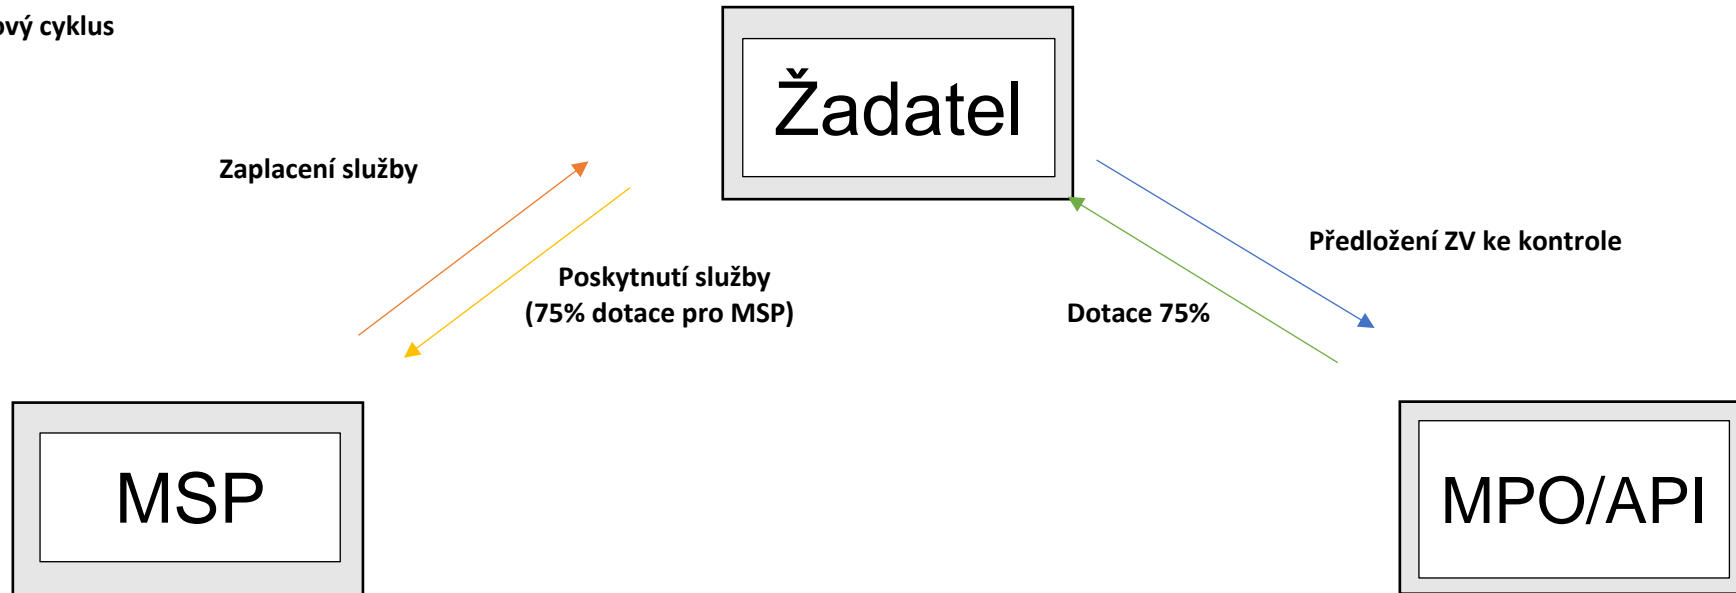 ový cyklus
Žadatel
Zaplacení služby
Předložení ZV ke kontrole
Poskytnutí služby
(75% dotace pro MSP)
Dotace 75%
MSP
MPO/API